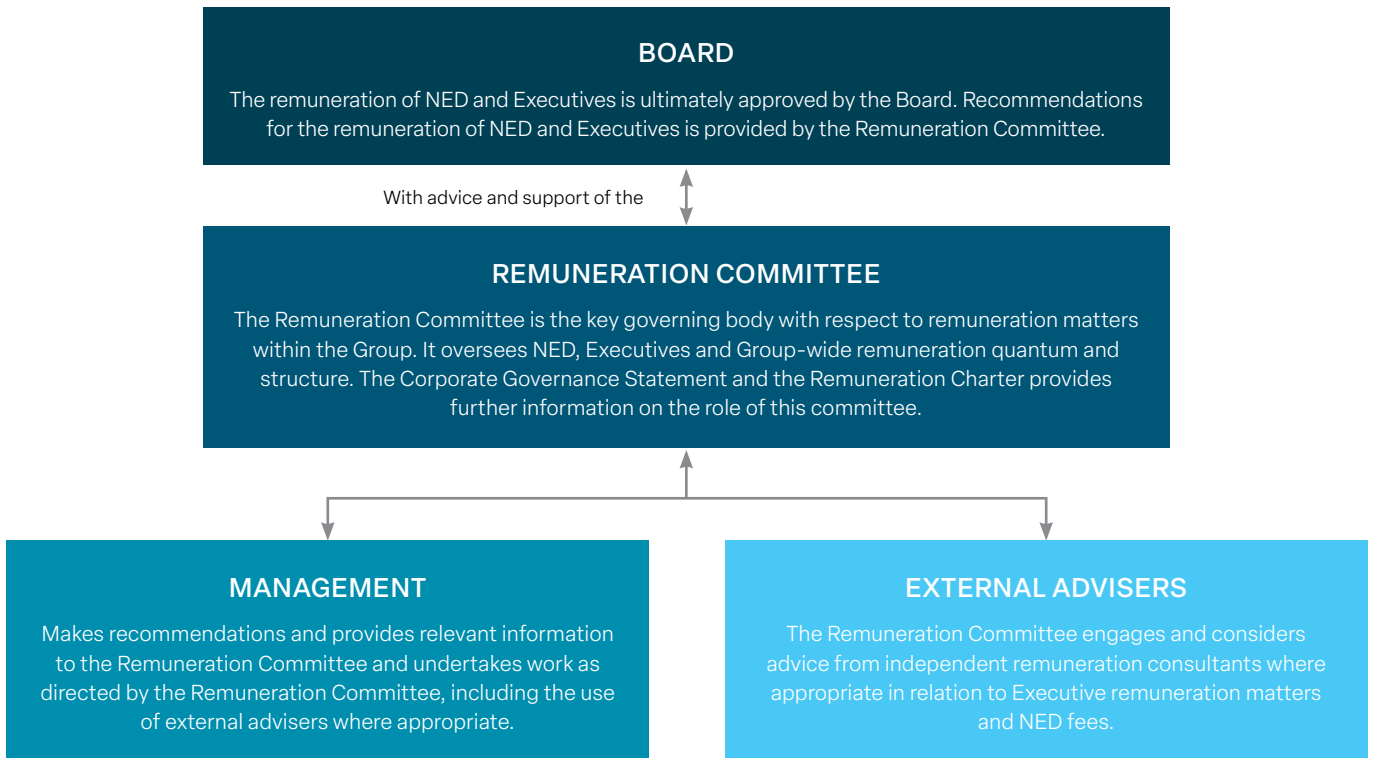 BOARD
The remuneration of NED and Executives is ultimately approved by the Board. Recommendations
for the remuneration of NED and Executives is provided by the Remuneration Committee.
With advice and support of the
REMUNERATION COMMITTEE
The Remuneration Committee is the key governing body with respect to remuneration matters
within the Group. It oversees NED, Executives and Group-wide remuneration quantum and
structure. The Corporate Governance Statement and the Remuneration Charter provides
further information on the role of this committee.
MANAGEMENT
Makes recommendations and provides relevant information
to the Remuneration Committee and undertakes work as
directed by the Remuneration Committee, including the use
of external advisers where appropriate.
EXTERNAL ADVISERS
The Remuneration Committee engages and considers
advice from independent remuneration consultants where
appropriate in relation to Executive remuneration matters
and NED fees.